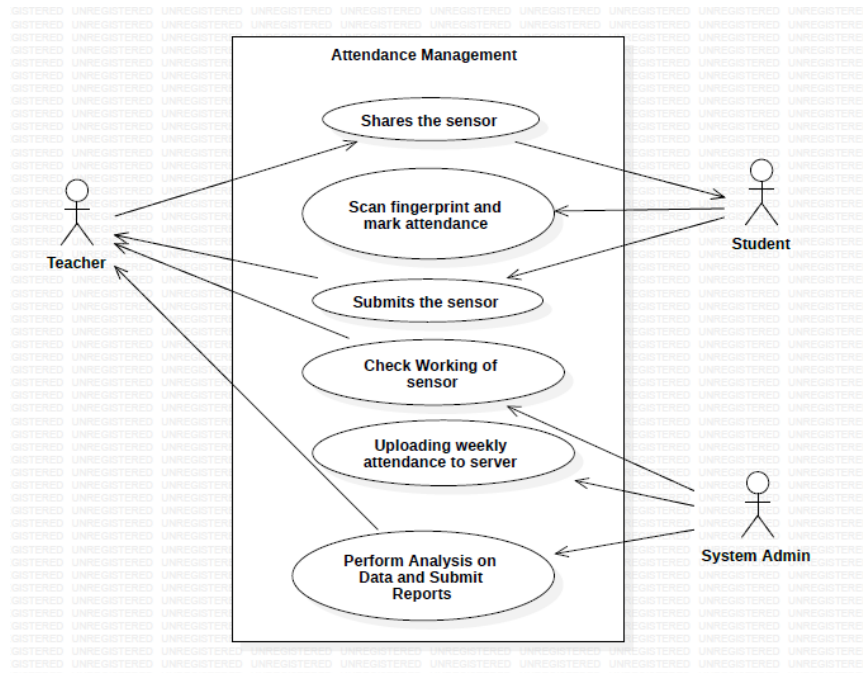 Attendance Management
Shares the sensor
Scan fingerprint and
mark attendance
Student
Teacher
Submits the sensor
Check Working of
sensor
Uploading weekly
attendance to server
System Admin
Perform Analysis on
Data and Submit
Reports
UNREGISTERED